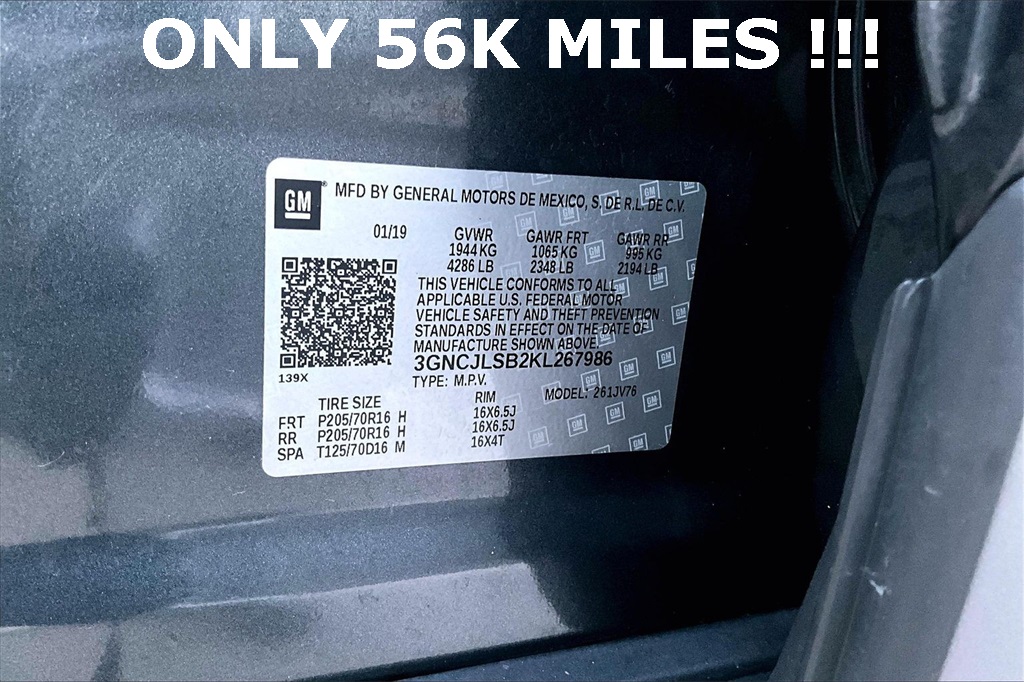 ONLY 56K MILES !!!
GM® MFD BY GENERAL MOTORS DE MEXICO, S. DE R.L. DE C.V.
01/19 GVWR GAWR FRT GAWR RR
1944 KG 1065 KG 995 KG
4286 LB 2348 LB 2194 LB
THIS VEHICLE CONFORMS TO ALL
APPLICABLE U.S. FEDERAL MOTOR
VEHICLE SAFETY AND THEFT PREVENTION
STANDARDS IN EFFECT ON THE DATE OF
MANUFACTURE SHOWN ABOVE.
3GNCJLSB2KL267986
139X
TYPE: M.P.V. MODEL: 261JV76
TIRE SIZE RIM
FRT P205/70R16 H 16X6.5J
RR P205/70R16 H 16X6.5J
SPA T125/70D16 M 16X4T